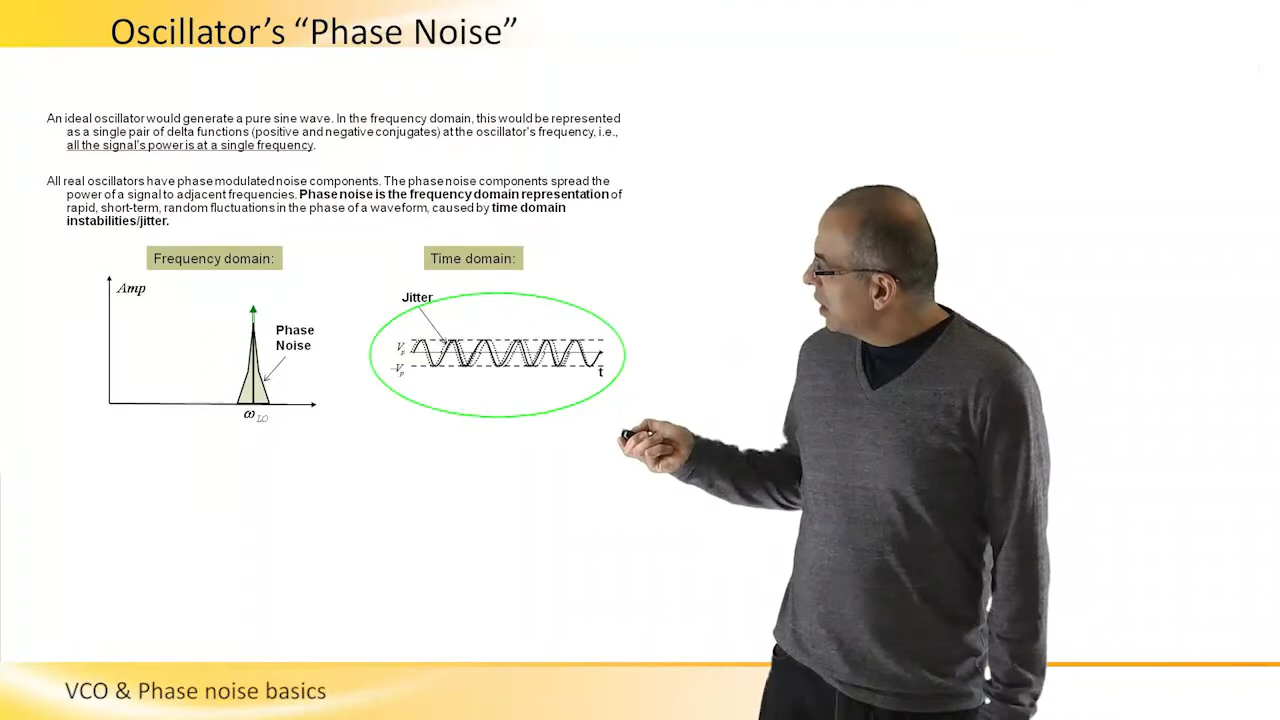 Oscillator's “Phase Noise”
An ideal oscillator would generate a pure sine wave. In the frequency domain, this would be represented
as a single pair of delta functions (positive and negative conjugates) at the oscillator's frequency, i.e.,
all the signal's power is at a single frequency.
All real oscillators have phase modulated noise components. The phase noise components spread the
power of a signal to adjacent frequencies. Phase noise is the frequency domain representation of
rapid, short-term, random fluctuations in the phase of a waveform, caused by time domain
instabilities/jitter.
Frequency domain:
Time domain:
Amp
Phase
Noise
ω LO
Jitter
Vp
-Vp
t
VCO & Phase noise basics